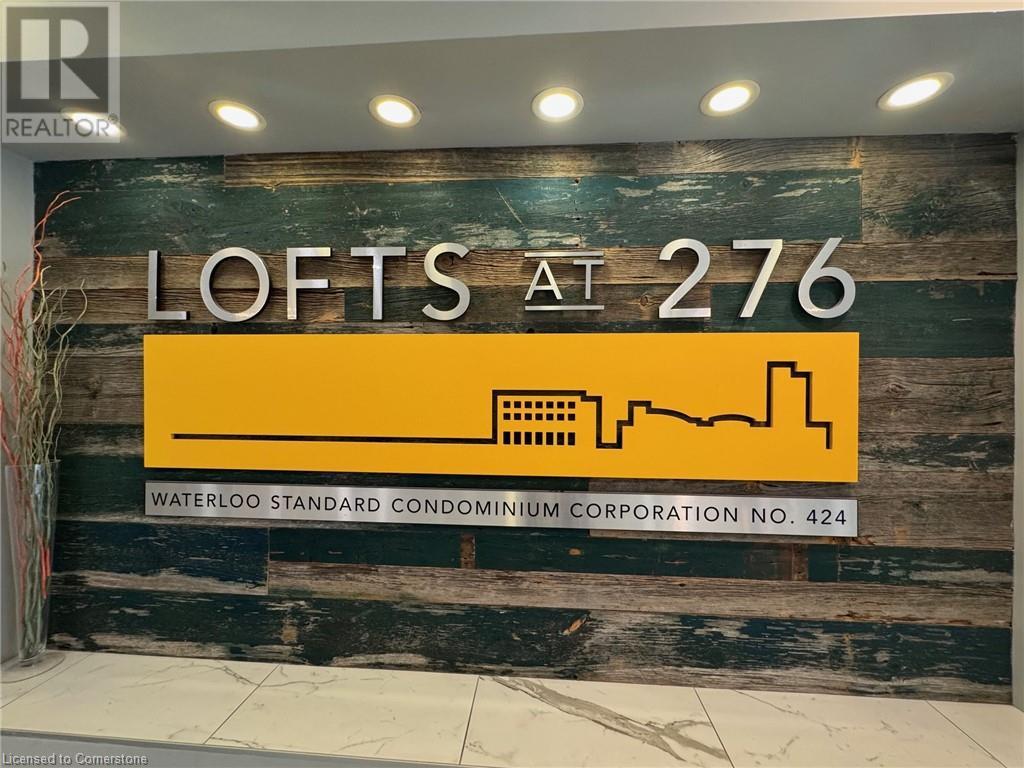 R
REALTOR®
LOFTS AT 276
WATERLOO STANDARD CONDOMINIUM CORPORATION NO. 424
Licensed to Cornerstone